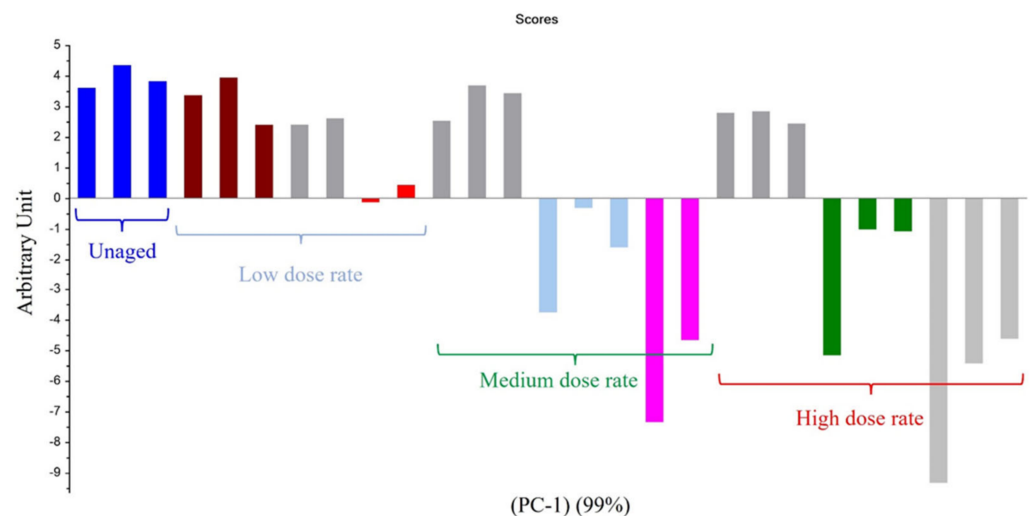 Scores
Arbitrary Unit
5
4
3
2
1
0
-1
-2
-3
-4
-5
-6
-7
-8
-9
Unaged
Low dose rate
Medium dose rate
High dose rate
(PC-1) (99%)